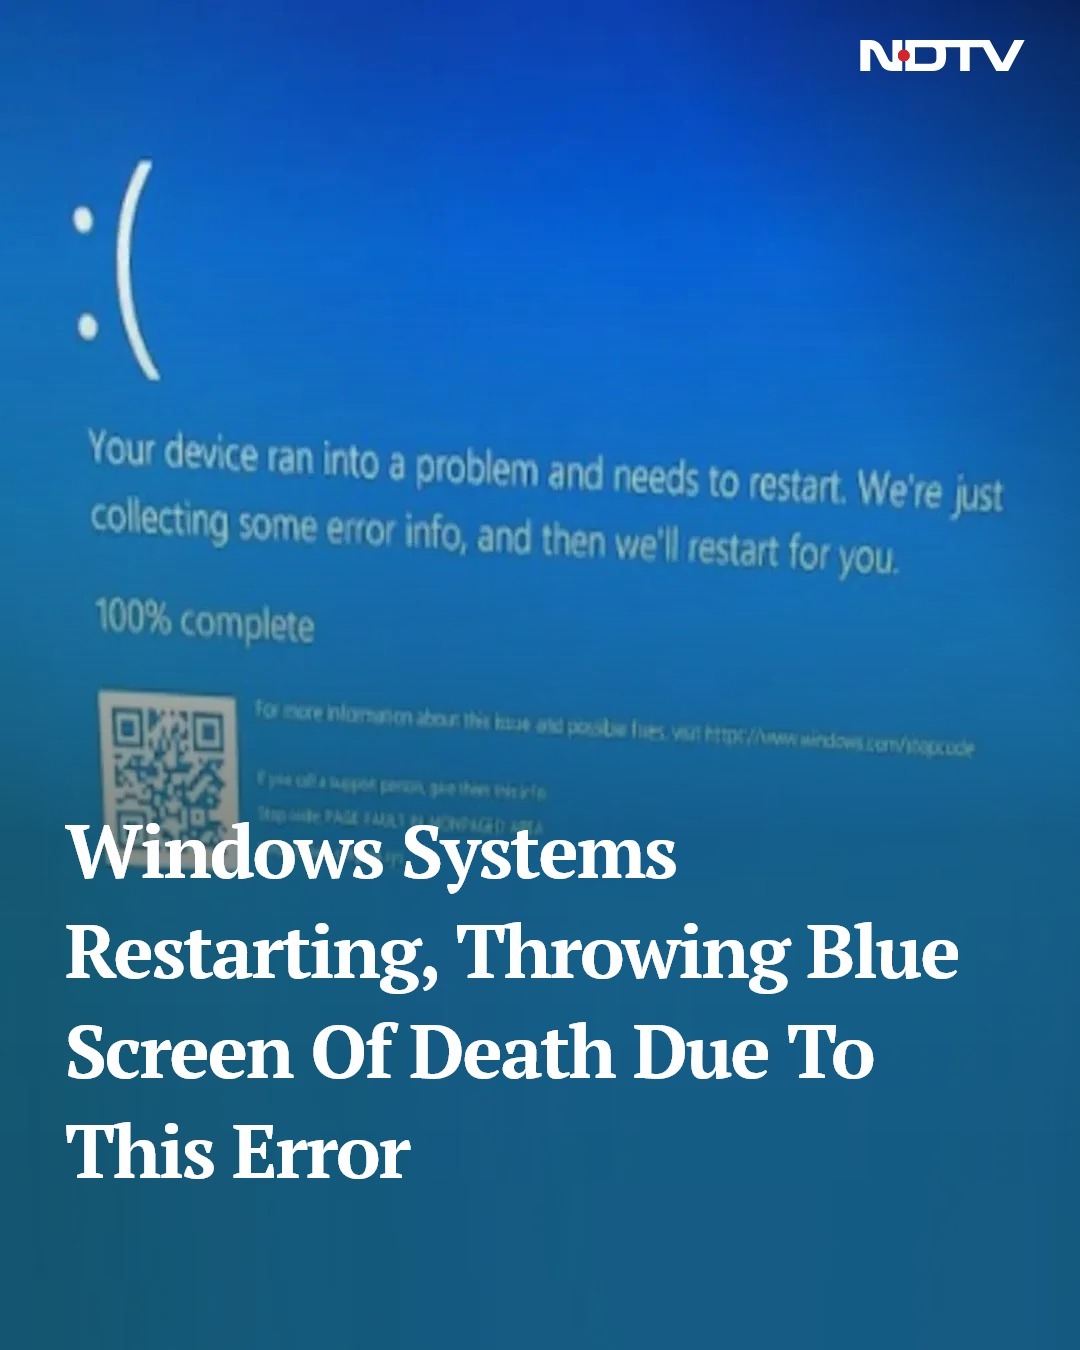 NDTV
:(
Your device ran into a problem and needs to restart. We're just
collecting some error info, and then we'll restart for you.
100% complete
For more information about this issue and possible fixes, visit https://www.windows.com/stopcode
If you call a support person, give them this info
Stop code: PAGE FAULT IN NONPAGED AREA
Windows Systems
Restarting, Throwing Blue
Screen Of Death Due To
This Error